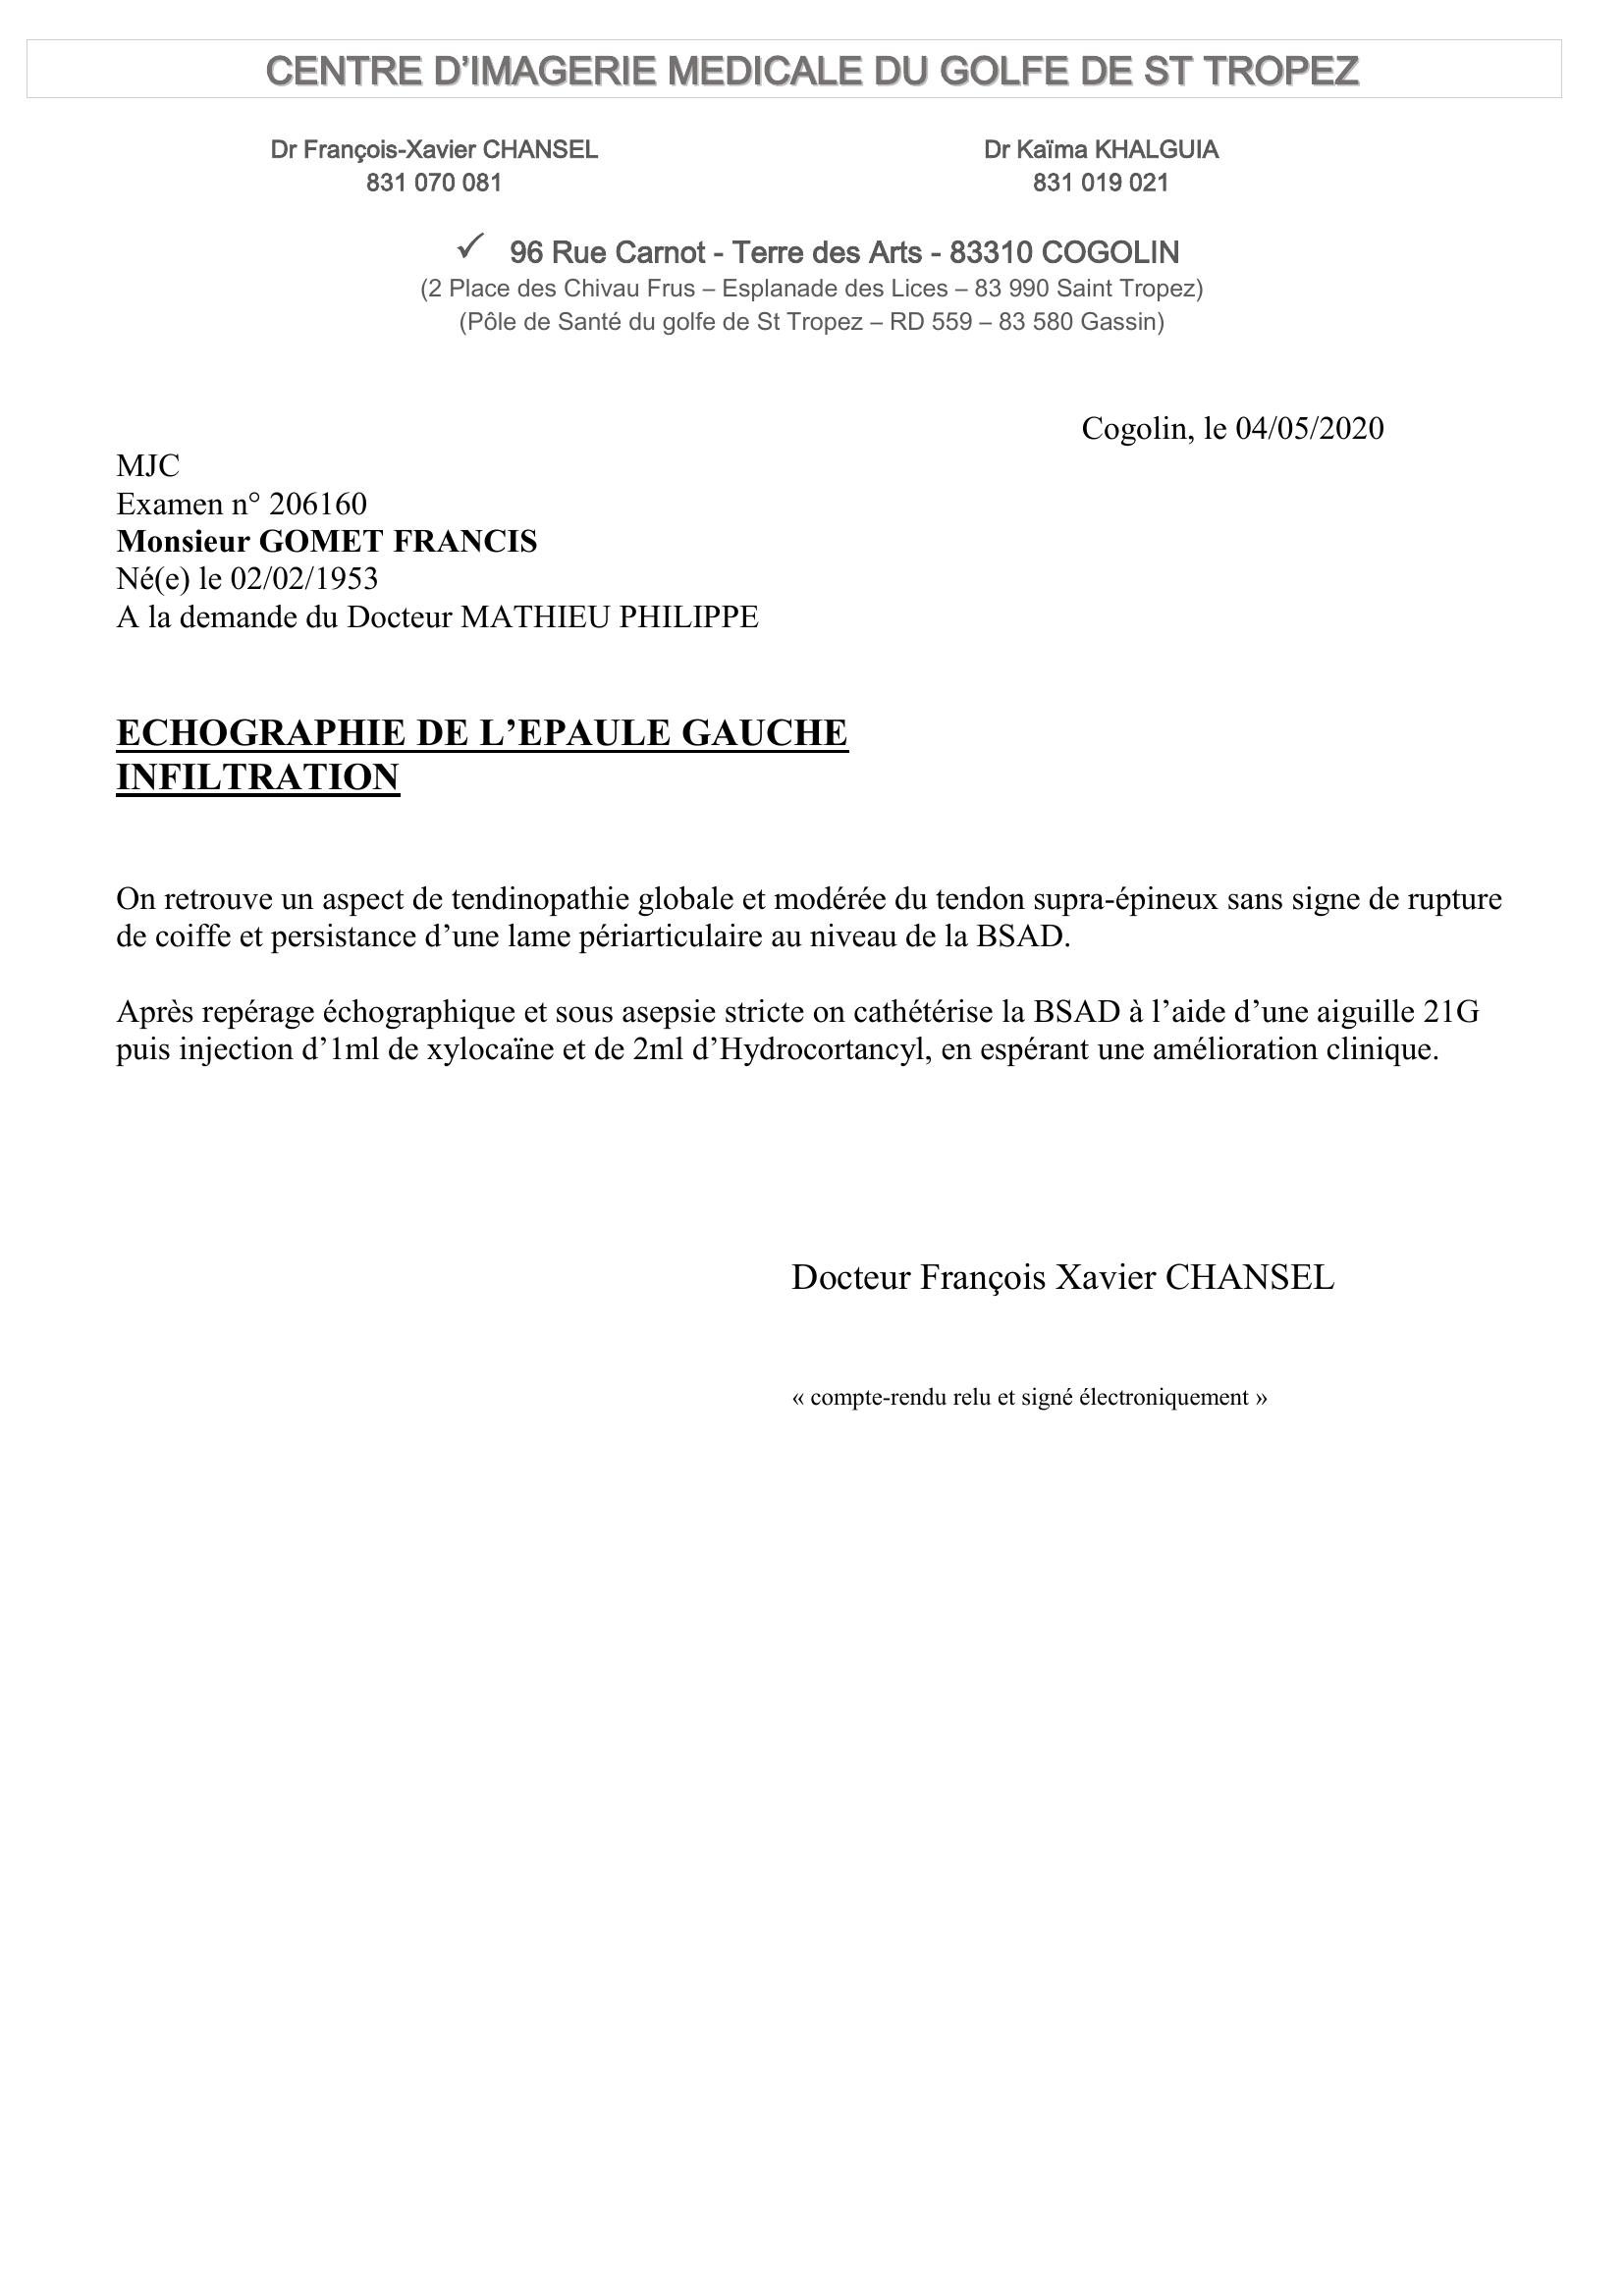 CENTRE D’IMAGERIE MEDICALE DU GOLFE DE ST TROPEZ
Dr François-Xavier CHANSEL
831 070 081
Dr Kaïma KHALGUIA
831 019 021
✓ 96 Rue Carnot - Terre des Arts - 83310 COGOLIN
(2 Place des Chivau Frus – Esplanade des Lices – 83 990 Saint Tropez)
(Pôle de Santé du golfe de St Tropez – RD 559 – 83 580 Gassin)
Cogolin, le 04/05/2020
MJC
Examen n° 206160
Monsieur GOMET FRANCIS
Né(e) le 02/02/1953
A la demande du Docteur MATHIEU PHILIPPE
ECHOGRAPHIE DE L’EPAULE GAUCHE
INFILTRATION
On retrouve un aspect de tendinopathie globale et modérée du tendon supra-épineux sans signe de rupture
de coiffe et persistance d’une lame périarticulaire au niveau de la BSAD.
Après repérage échographique et sous asepsie stricte on cathétérise la BSAD à l’aide d’une aiguille 21G
puis injection d’1ml de xylocaïne et de 2ml d’Hydrocortancyl, en espérant une amélioration clinique.
Docteur François Xavier CHANSEL
« compte-rendu relu et signé électroniquement »